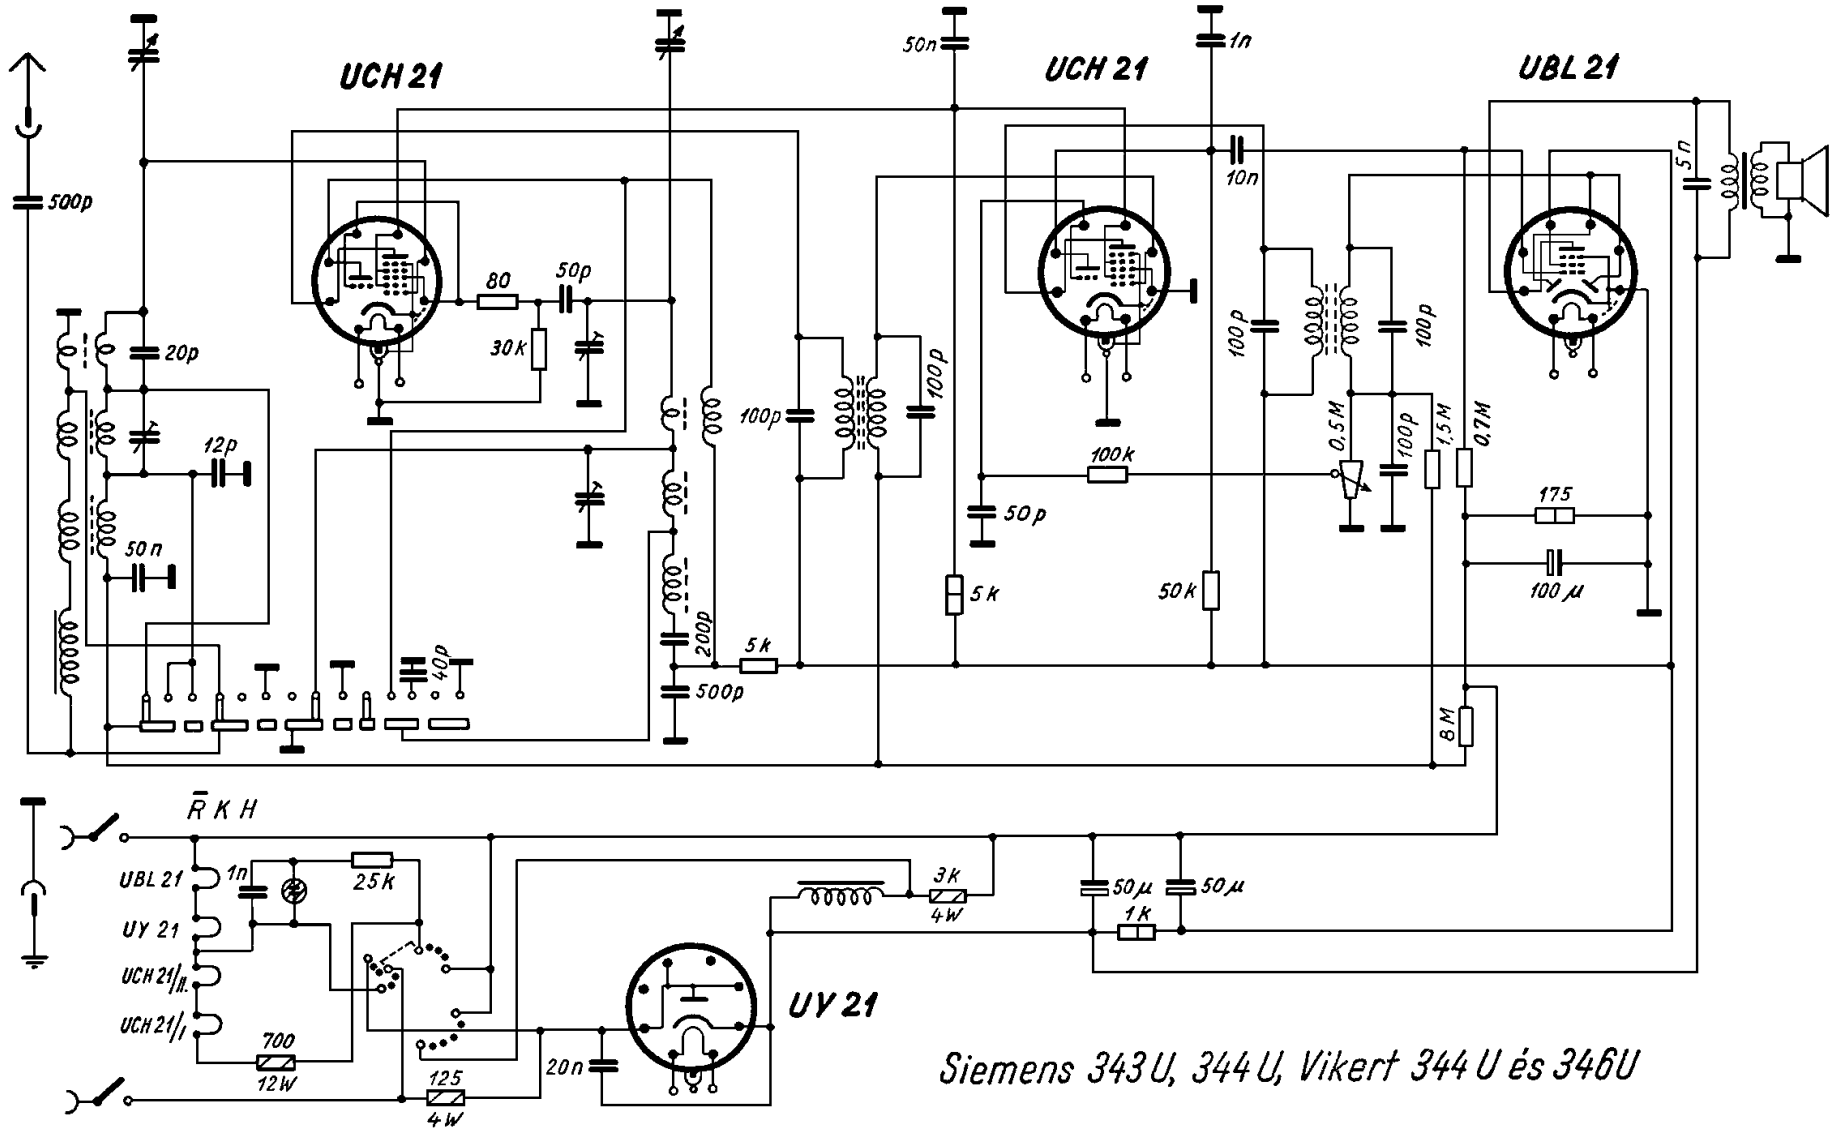 UCH 21
50n
1n
UCH 21
UBL 21
500p
10n
5n
80
50p
30k
20p
100p
100p
100p
100p
12p
50n
100k
0,5M
100p
1,5M
0,7M
50p
175
5k
50k
100µ
200p
40p
5k
500p
8M
R̅ K H
UBL 21
1n
25k
UY 21
UCH 21/II.
UCH 21/I
700
12W
125
4W
20n
3k
4W
UY 21
50µ
50µ
1k
Siemens 343U, 344U, Vikert 344U és 346U